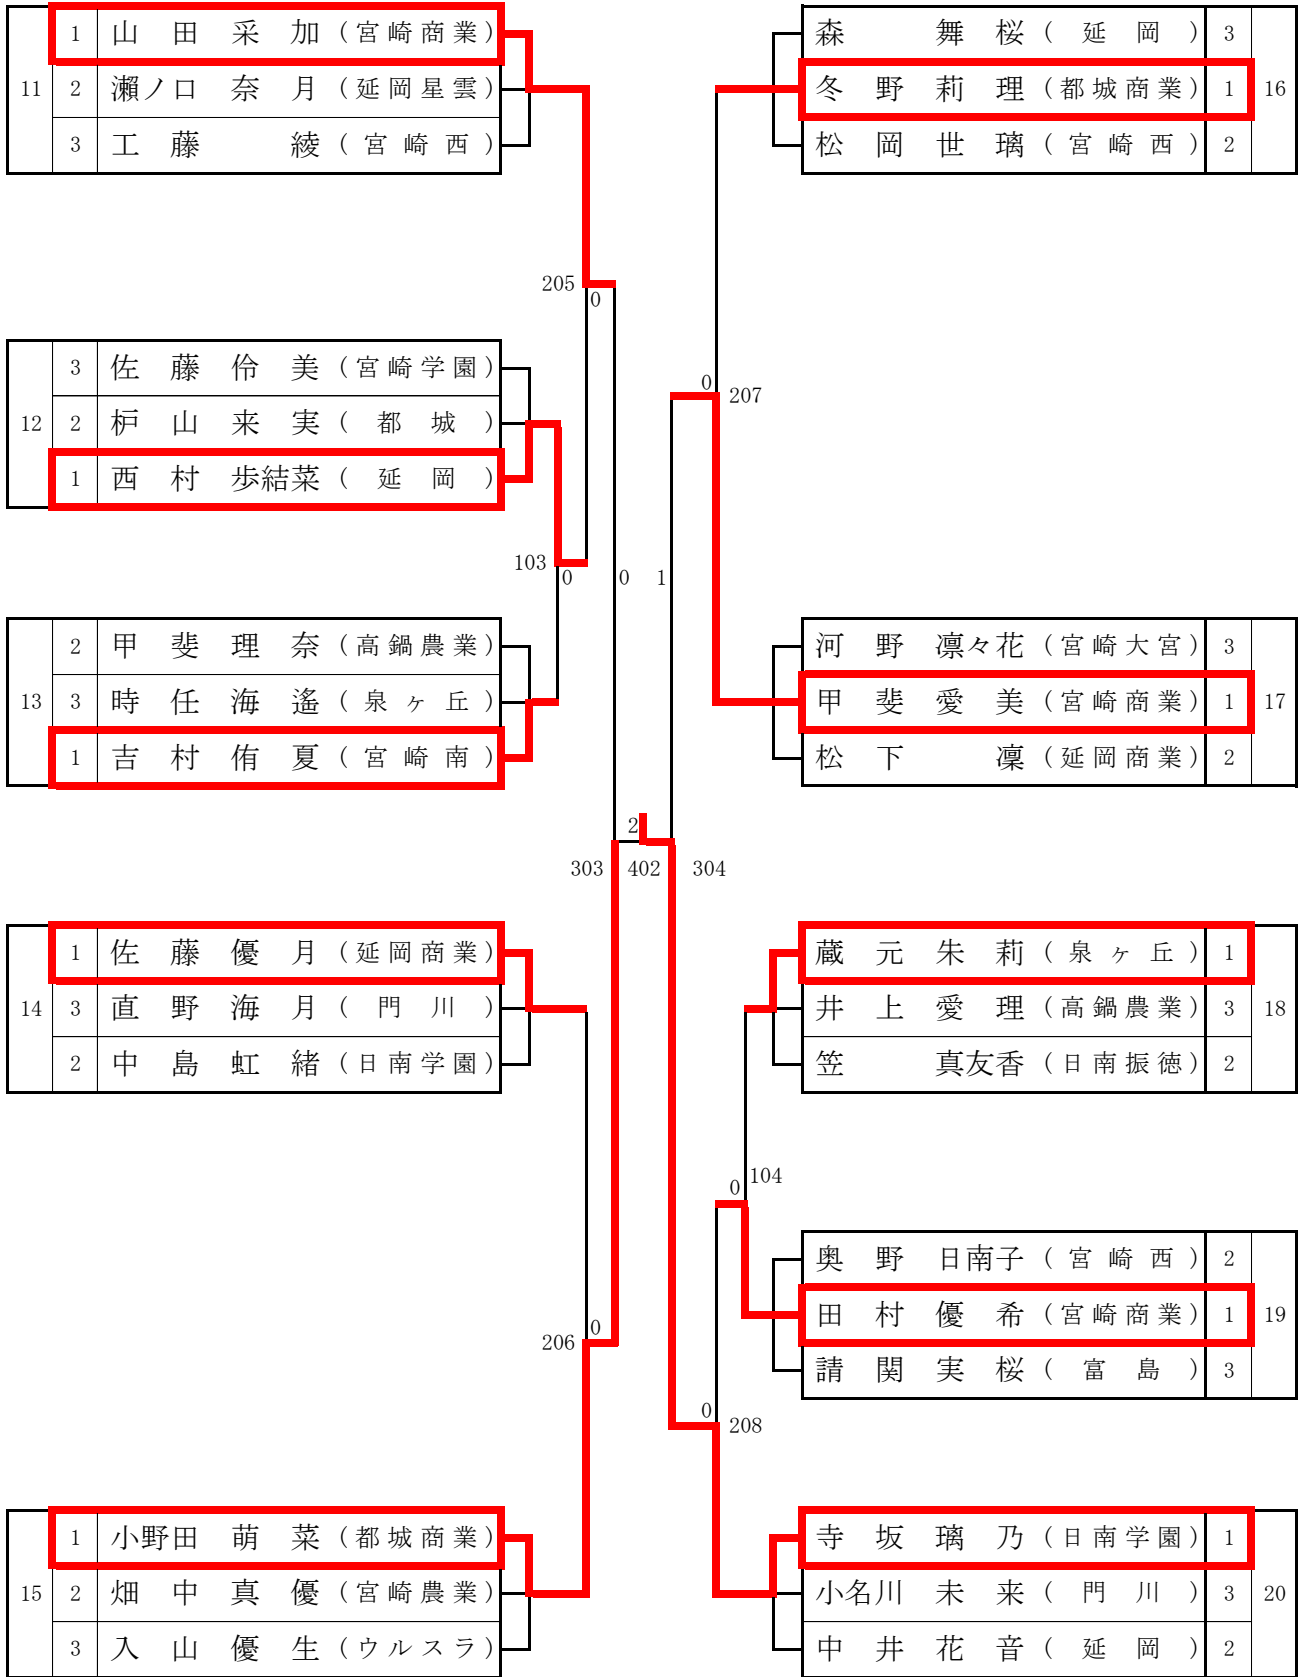 1 山田采加（宮崎商業）
11 2 瀬ノ口奈月（延岡星雲）
3 工藤綾（宮崎西）
205
0
3 佐藤伶美（宮崎学園）
12 2 枦山来実（都城）
1 西村歩結菜（延岡）
103
0
2 甲斐理奈（高鍋農業）
13 3 時任海遙（泉ヶ丘）
1 吉村侑夏（宮崎南）
0
303
1 佐藤優月（延岡商業）
14 3 直野海月（門川）
2 中島虹緒（日南学園）
0
206
1 小野田萌菜（都城商業）
15 2 畑中真優（宮崎農業）
3 入山優生（ウルスラ）
2
402
森舞桜（延岡） 3
冬野莉理（都城商業） 1 16
松岡世璃（宮崎西） 2
0
207
1
河野凛々花（宮崎大宮） 3
甲斐愛美（宮崎商業） 1 17
松下凜（延岡商業） 2
304
蔵元朱莉（泉ヶ丘） 1
井上愛理（高鍋農業） 3 18
笠真友香（日南振徳） 2
104
0
奥野日南子（宮崎西） 2
田村優希（宮崎商業） 1 19
請関実桜（富島） 3
0
208
寺坂璃乃（日南学園） 1
小名川未来（門川） 3 20
中井花音（延岡） 2